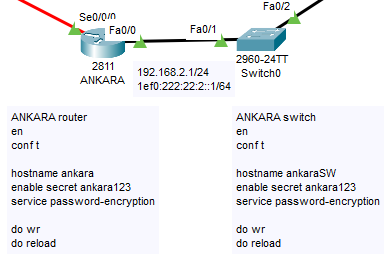 Fa0/2
Se0/0/0
Fa0/0
Fa0/1
2811
ANKARA
192.168.2.1/24
1ef0:222:22:2::1/64
2960-24TT
Switch0
ANKARA router
en
conf t
hostname ankara
enable secret ankara123
service password-encryption
do wr
do reload
ANKARA switch
en
conf t
hostname ankaraSW
enable secret ankara123
service password-encryption
do wr
do reload